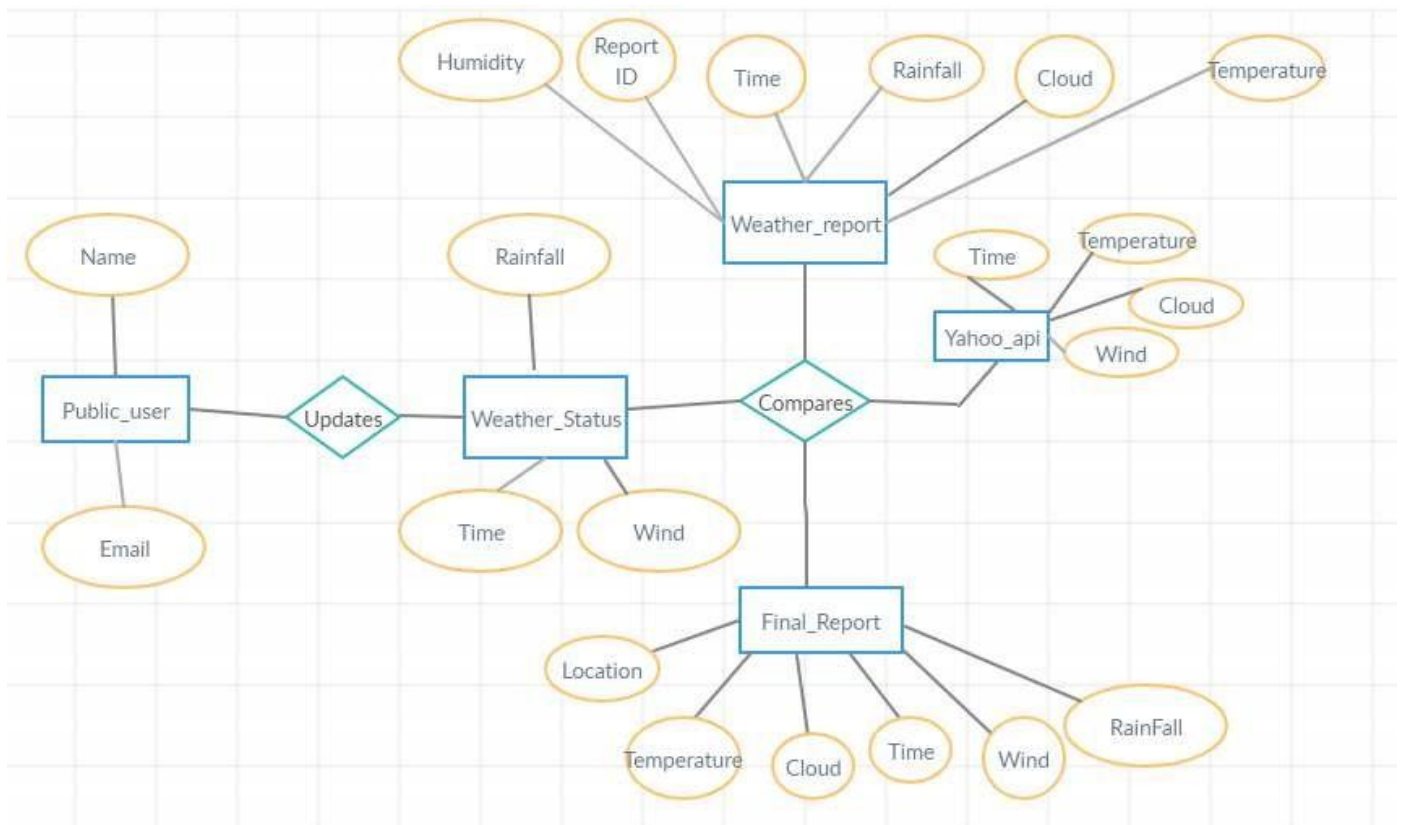 Humidity
Report
ID
Time
Rainfall
Cloud
Temperature
Weather_report
Name
Rainfall
Time
Temperature
Cloud
Yahoo_api
Wind
Public_user
Updates
Weather_Status
Compares
Email
Time
Wind
Final_Report
Location
Temperature
Cloud
Time
Wind
RainFall